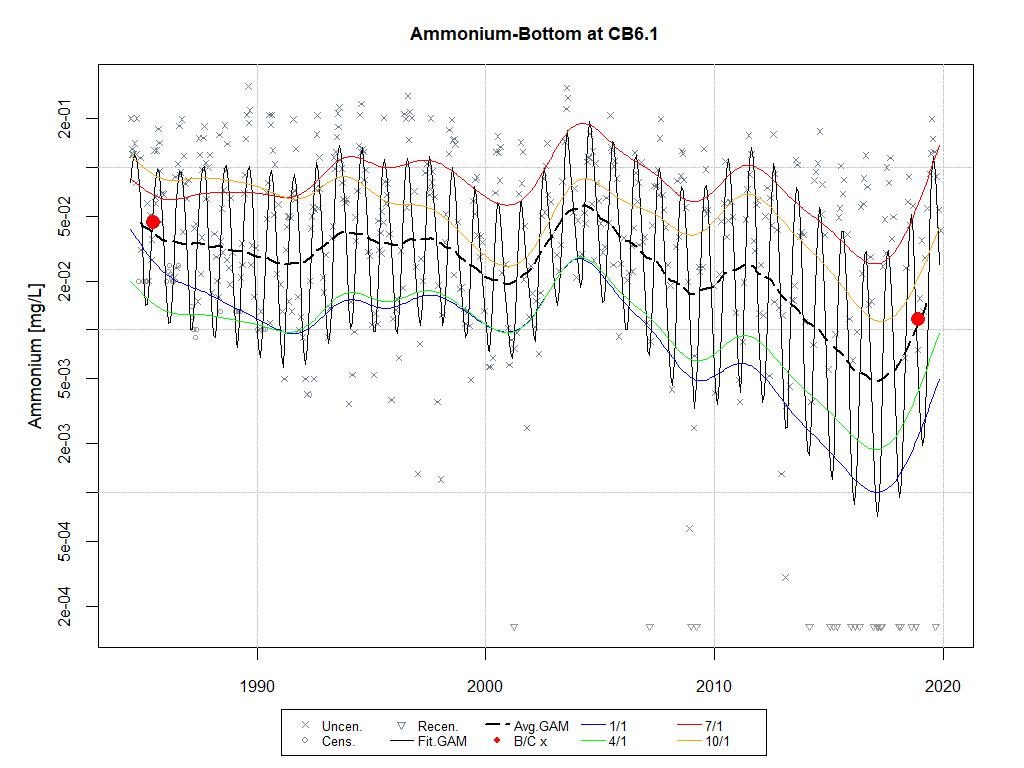 Ammonium-Bottom at CB6.1
Ammonium [mg/L]
2e-01
5e-02
2e-02
5e-03
2e-03
5e-04
2e-04
1990 2000 2010 2020
Uncen. Recen. Avg.GAM 1/1 7/1
Cens. Fit.GAM B/C x 4/1 10/1